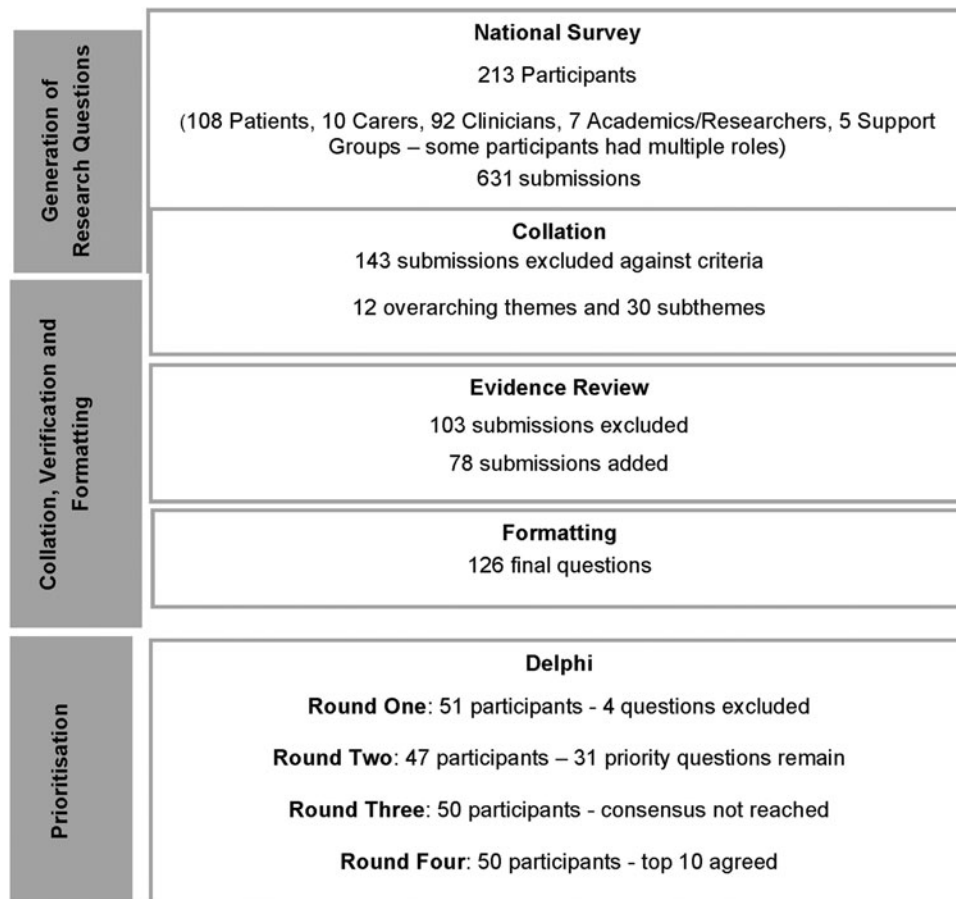 Generation of
Research Questions
National Survey
213 Participants
(108 Patients, 10 Carers, 92 Clinicians, 7 Academics/Researchers, 5 Support
Groups – some participants had multiple roles)
631 submissions
Collation, Verification and
Formatting
Collation
143 submissions excluded against criteria
12 overarching themes and 30 subthemes
Evidence Review
103 submissions excluded
78 submissions added
Formatting
126 final questions
Prioritisation
Delphi
Round One: 51 participants - 4 questions excluded
Round Two: 47 participants – 31 priority questions remain
Round Three: 50 participants - consensus not reached
Round Four: 50 participants - top 10 agreed